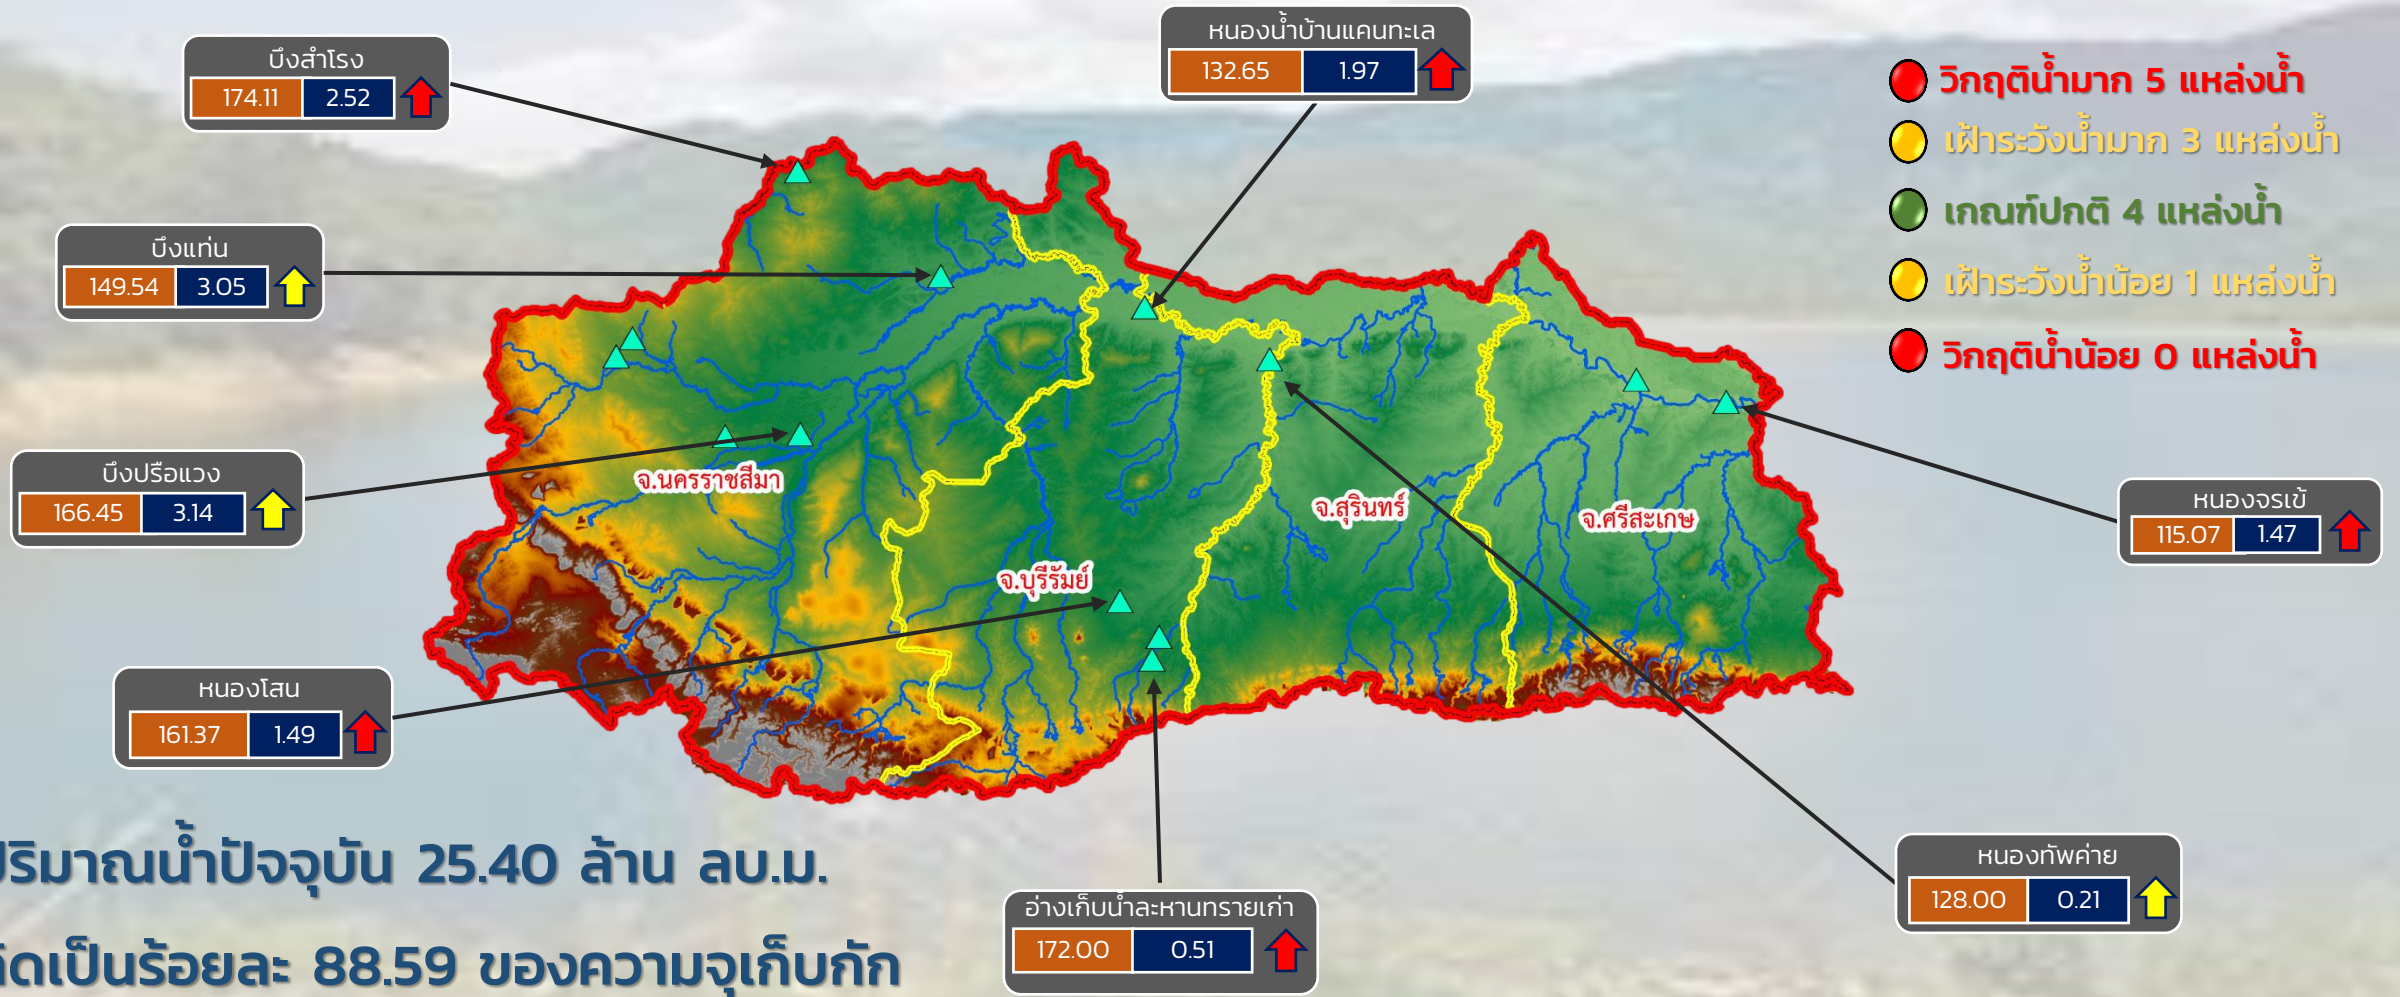 บึงสำโรง
174.11 2.52
หนองน้ำบ้านแคนทะเล
132.65 1.97
วิกฤติน้ำมาก 5 แหล่งน้ำ
เฝ้าระวังน้ำมาก 3 แหล่งน้ำ
เกณฑ์ปกติ 4 แหล่งน้ำ
เฝ้าระวังน้ำน้อย 1 แหล่งน้ำ
วิกฤติน้ำน้อย 0 แหล่งน้ำ
บึงแท่น
149.54 3.05
บึงปรือแวง
166.45 3.14
จ.นครราชสีมา
จ.สุรินทร์
จ.ศรีสะเกษ
จ.บุรีรัมย์
หนองจรเข้
115.07 1.47
หนองโสน
161.37 1.49
หนองทัพค่าย
128.00 0.21
อ่างเก็บน้ำละหานทรายเก่า
172.00 0.51
ปริมาณน้ำปัจจุบัน 25.40 ล้าน ลบ.ม.
คิดเป็นร้อยละ 88.59 ของความจุเก็บกัก